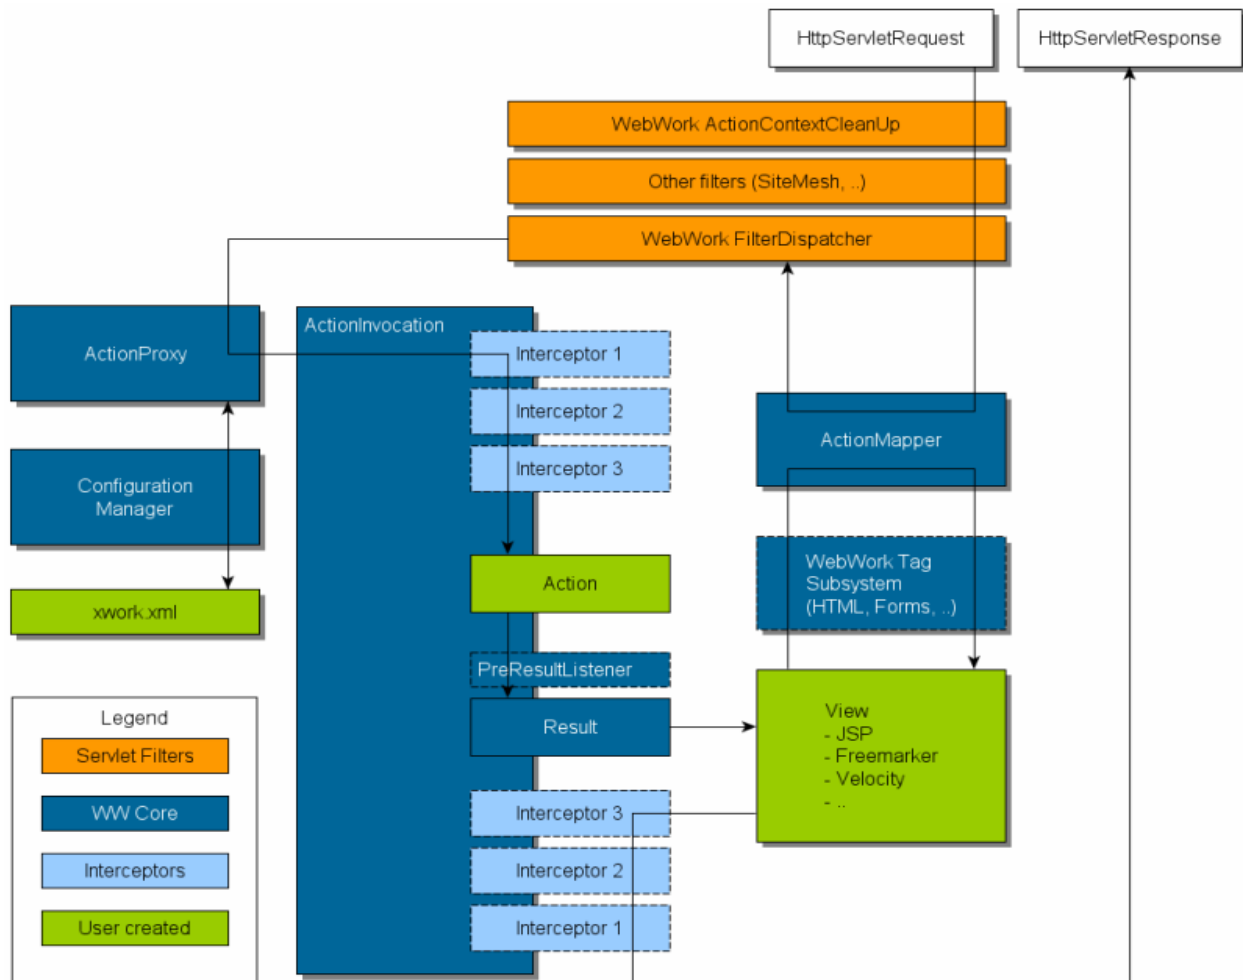 HttpServletRequest
HttpServletResponse
WebWork ActionContextCleanUp
Other filters (SiteMesh, ..)
WebWork FilterDispatcher
ActionProxy
Configuration
Manager
xwork.xml
ActionInvocation
Interceptor 1
Interceptor 2
Interceptor 3
Action
PreResultListener
Result
Interceptor 3
Interceptor 2
Interceptor 1
ActionMapper
WebWork Tag
Subsystem
(HTML, Forms, ..)
View
- JSP
- Freemarker
- Velocity
- ..
Legend
Servlet Filters
WW Core
Interceptors
User created